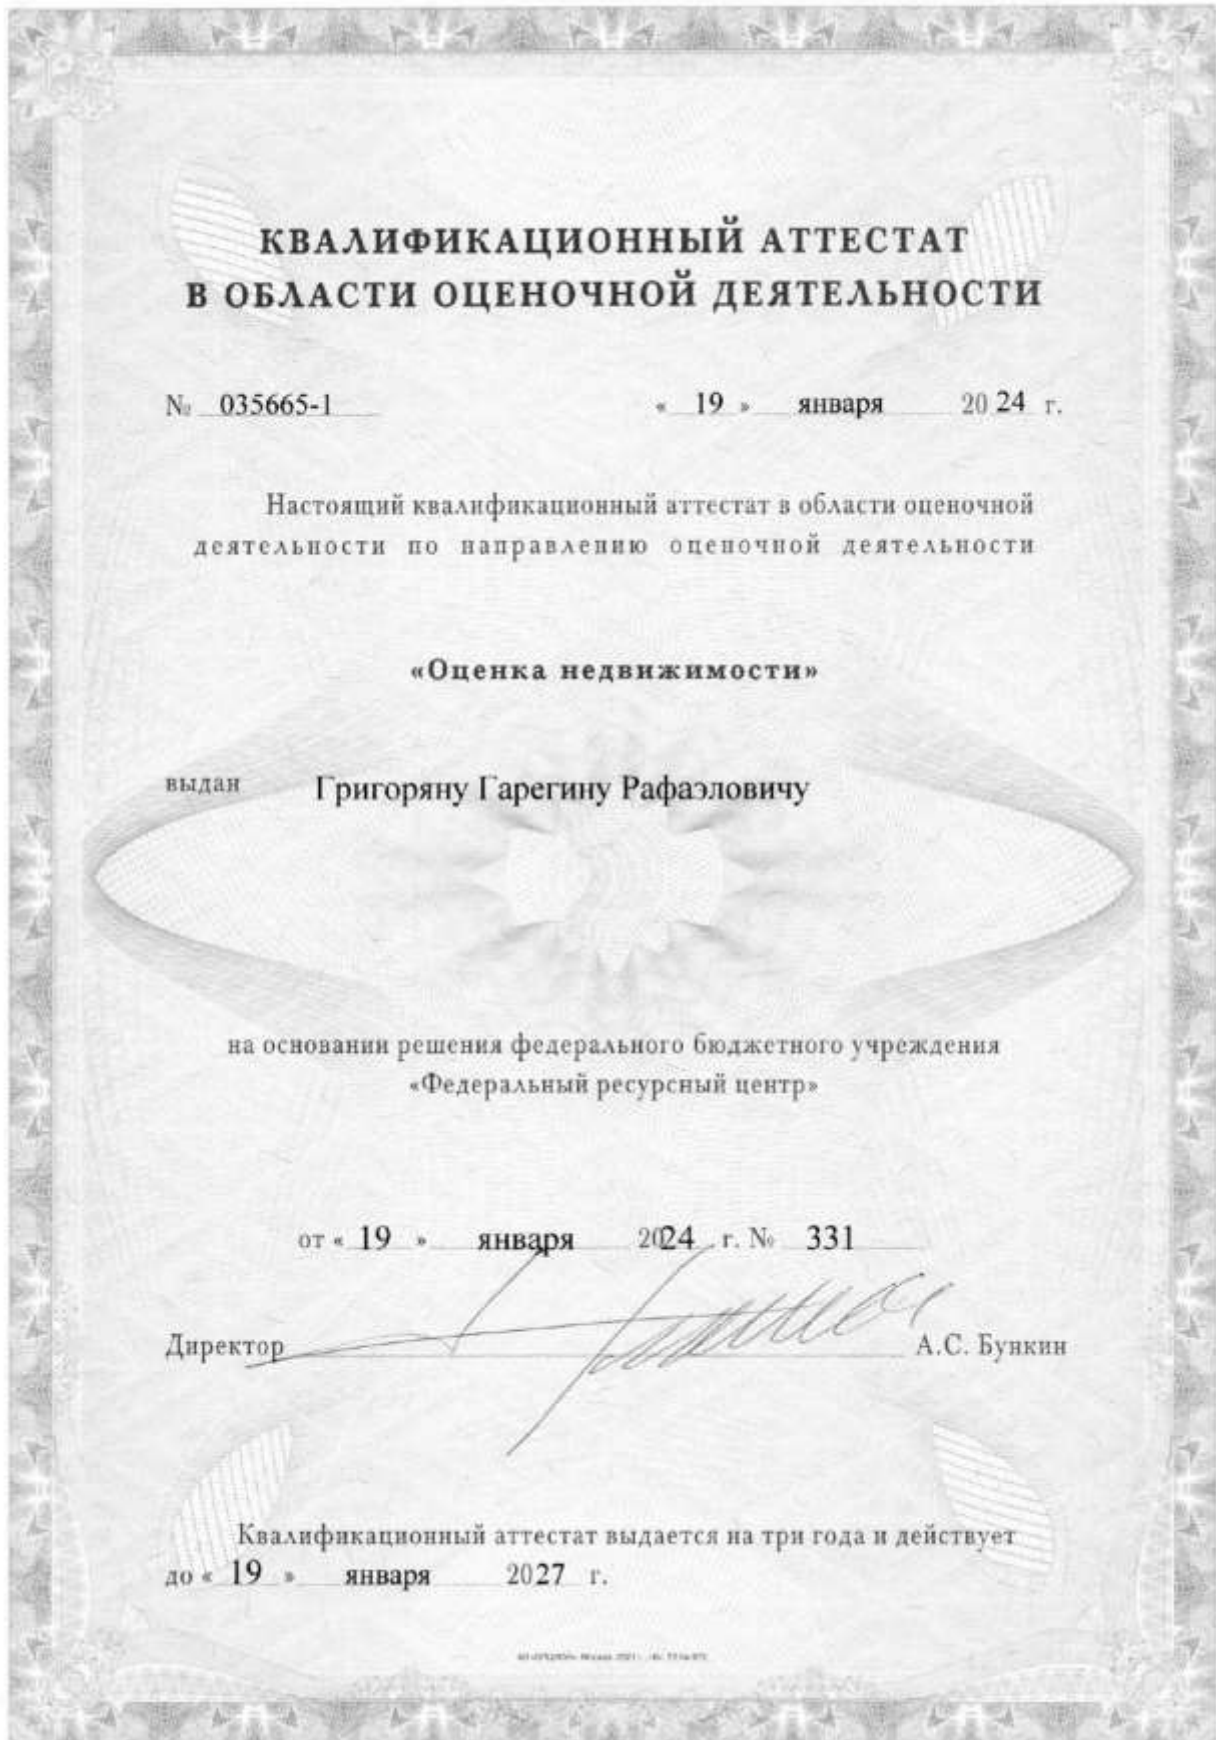 КВАЛИФИКАЦИОННЫЙ АТТЕСТАТ
В ОБЛАСТИ ОЦЕНОЧНОЙ ДЕЯТЕЛЬНОСТИ
№ 035665-1 « 19 » января 20 24 г.
Настоящий квалификационный аттестат в области оценочной
деятельности по направлению оценочной деятельности
«Оценка недвижимости»
выдан Григоряну Гарегину Рафаэловичу
на основании решения федерального бюджетного учреждения
«Федеральный ресурсный центр»
от « 19 » января 2024 г. № 331
Директор А.С. Бункин
Квалификационный аттестат выдается на три года и действует
до « 19 » января 2027 г.